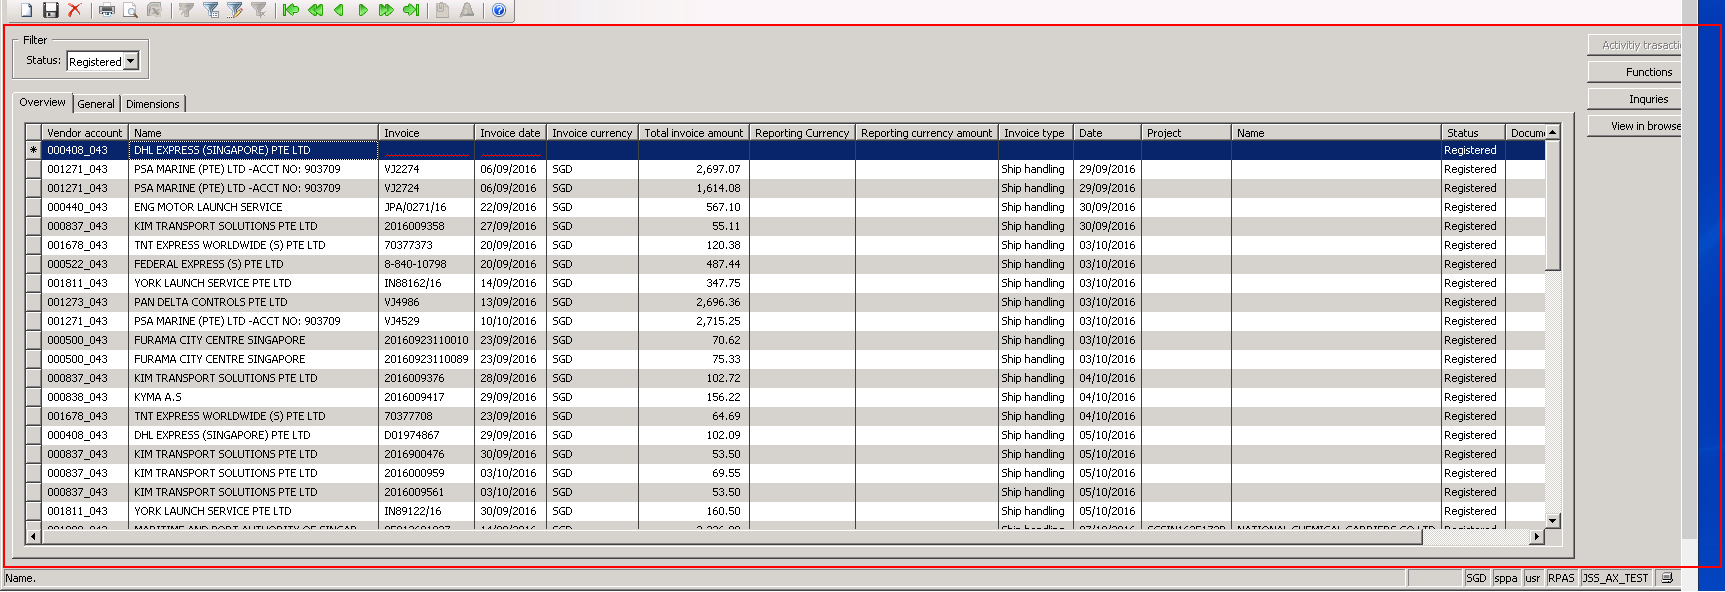 Filter
Status: Registered
Activitiy trasacti
Functions
Inquries
View in browse
Overview General Dimensions
Vendor account Name Invoice Invoice date Invoice currency Total invoice amount Reporting Currency Reporting currency amount Invoice type Date Project Name Status Docume
* 000408_043 DHL EXPRESS (SINGAPORE) PTE LTD Registered
001271_043 PSA MARINE (PTE) LTD -ACCT NO: 903709 VJ2274 06/09/2016 SGD 2,697.07 Ship handling 29/09/2016 Registered
001271_043 PSA MARINE (PTE) LTD -ACCT NO: 903709 VJ2724 06/09/2016 SGD 1,614.08 Ship handling 29/09/2016 Registered
000440_043 ENG MOTOR LAUNCH SERVICE JPA/0271/16 22/09/2016 SGD 567.10 Ship handling 30/09/2016 Registered
000837_043 KIM TRANSPORT SOLUTIONS PTE LTD 2016009358 27/09/2016 SGD 55.11 Ship handling 30/09/2016 Registered
001678_043 TNT EXPRESS WORLDWIDE (S) PTE LTD 70377373 20/09/2016 SGD 120.38 Ship handling 03/10/2016 Registered
000522_043 FEDERAL EXPRESS (S) PTE LTD 8-840-10798 20/09/2016 SGD 487.44 Ship handling 03/10/2016 Registered
001811_043 YORK LAUNCH SERVICE PTE LTD IN88162/16 14/09/2016 SGD 347.75 Ship handling 03/10/2016 Registered
001273_043 PAN DELTA CONTROLS PTE LTD VJ4986 13/09/2016 SGD 2,696.36 Ship handling 03/10/2016 Registered
001271_043 PSA MARINE (PTE) LTD -ACCT NO: 903709 VJ4529 10/10/2016 SGD 2,715.25 Ship handling 03/10/2016 Registered
000500_043 FURAMA CITY CENTRE SINGAPORE 20160923110010 23/09/2016 SGD 70.62 Ship handling 03/10/2016 Registered
000500_043 FURAMA CITY CENTRE SINGAPORE 20160923110089 23/09/2016 SGD 75.33 Ship handling 03/10/2016 Registered
000837_043 KIM TRANSPORT SOLUTIONS PTE LTD 2016009376 28/09/2016 SGD 102.72 Ship handling 04/10/2016 Registered
000838_043 KYMA A.S 2016009417 29/09/2016 SGD 156.22 Ship handling 04/10/2016 Registered
001678_043 TNT EXPRESS WORLDWIDE (S) PTE LTD 70377708 23/09/2016 SGD 64.69 Ship handling 04/10/2016 Registered
000408_043 DHL EXPRESS (SINGAPORE) PTE LTD D01974867 29/09/2016 SGD 102.09 Ship handling 05/10/2016 Registered
000837_043 KIM TRANSPORT SOLUTIONS PTE LTD 2016900476 30/09/2016 SGD 53.50 Ship handling 05/10/2016 Registered
000837_043 KIM TRANSPORT SOLUTIONS PTE LTD 2016000959 03/10/2016 SGD 69.55 Ship handling 05/10/2016 Registered
000837_043 KIM TRANSPORT SOLUTIONS PTE LTD 2016009561 03/10/2016 SGD 53.50 Ship handling 05/10/2016 Registered
001811_043 YORK LAUNCH SERVICE PTE LTD IN89122/16 30/09/2016 SGD 160.50 Ship handling 05/10/2016 Registered
MARITIME AND PORT AUTHORITY OF SINGAP SGD Ship handling NATIONAL CHEMICAL CARRIERS CO LTD Registered
Name. SGD sppa usr RPAS JSS_AX_TEST